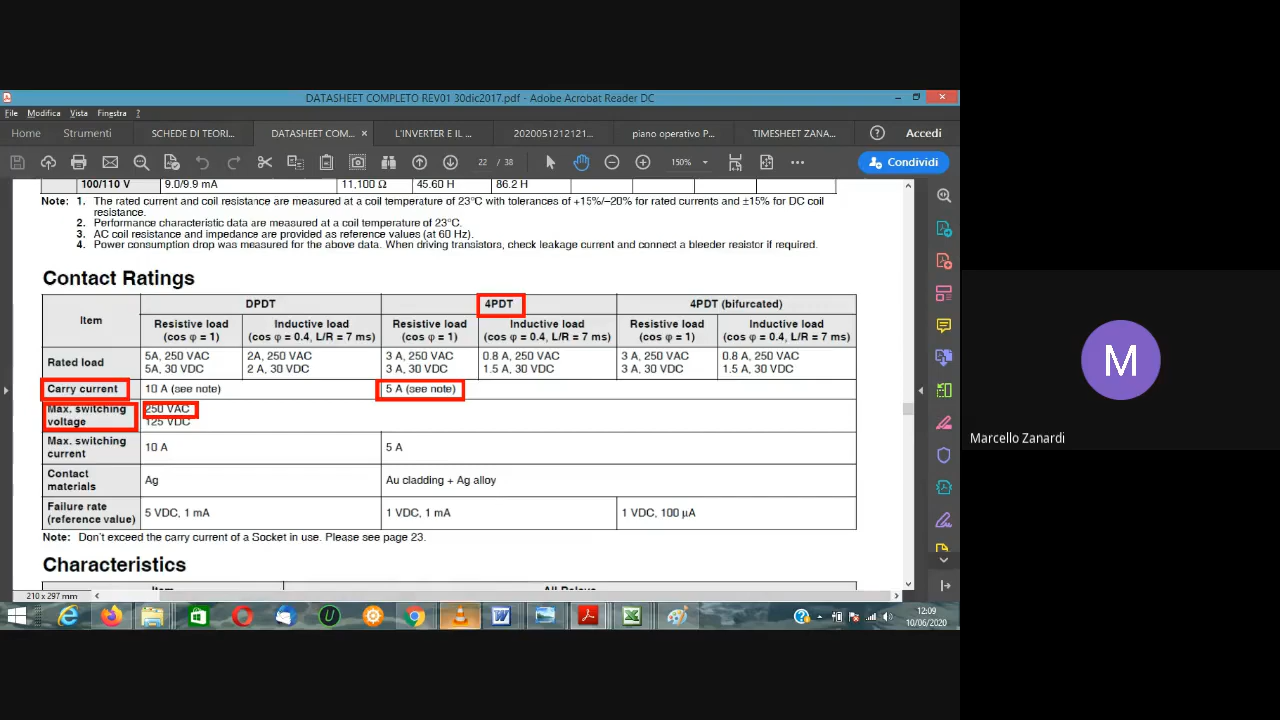 DATASHEET COMPLETO REV01 30dic2017.pdf - Adobe Acrobat Reader DC
File Modifica Vista Finestra ?
Home Strumenti SCHEDE DI TEORI... DATASHEET COM... × L'INVERTER E IL ... 2020051212121... piano operativo P... TIMESHEET ZANA... Accedi
22 / 38 150% Condividi
100/110 V 9.0/9.9 mA 11,100 Ω 45.60 H 86.2 H
Note: 1. The rated current and coil resistance are measured at a coil temperature of 23°C with tolerances of +15%/–20% for rated currents and ±15% for DC coil
resistance.
2. Performance characteristic data are measured at a coil temperature of 23°C.
3. AC coil resistance and impedance are provided as reference values (at 60 Hz).
4. Power consumption drop was measured for the above data. When driving transistors, check leakage current and connect a bleeder resistor if required.
Contact Ratings
Item DPDT 4PDT 4PDT (bifurcated)
Resistive load Inductive load Resistive load Inductive load Resistive load Inductive load
(cos φ = 1) (cos φ = 0.4, L/R = 7 ms) (cos φ = 1) (cos φ = 0.4, L/R = 7 ms) (cos φ = 1) (cos φ = 0.4, L/R = 7 ms)
Rated load 5A, 250 VAC 2A, 250 VAC 3 A, 250 VAC 0.8 A, 250 VAC 3 A, 250 VAC 0.8 A, 250 VAC
5A, 30 VDC 2 A, 30 VDC 3 A, 30 VDC 1.5 A, 30 VDC 3 A, 30 VDC 1.5 A, 30 VDC
Carry current 10 A (see note) 5 A (see note)
Max. switching 250 VAC
voltage 125 VDC
Max. switching
current 10 A 5 A
Contact
materials Ag Au cladding + Ag alloy
Failure rate
(reference value) 5 VDC, 1 mA 1 VDC, 1 mA 1 VDC, 100 µA
Note: Don't exceed the carry current of a Socket in use. Please see page 23.
Characteristics
Item All Relays
210 x 297 mm
12:09
10/06/2020
M
Marcello Zanardi